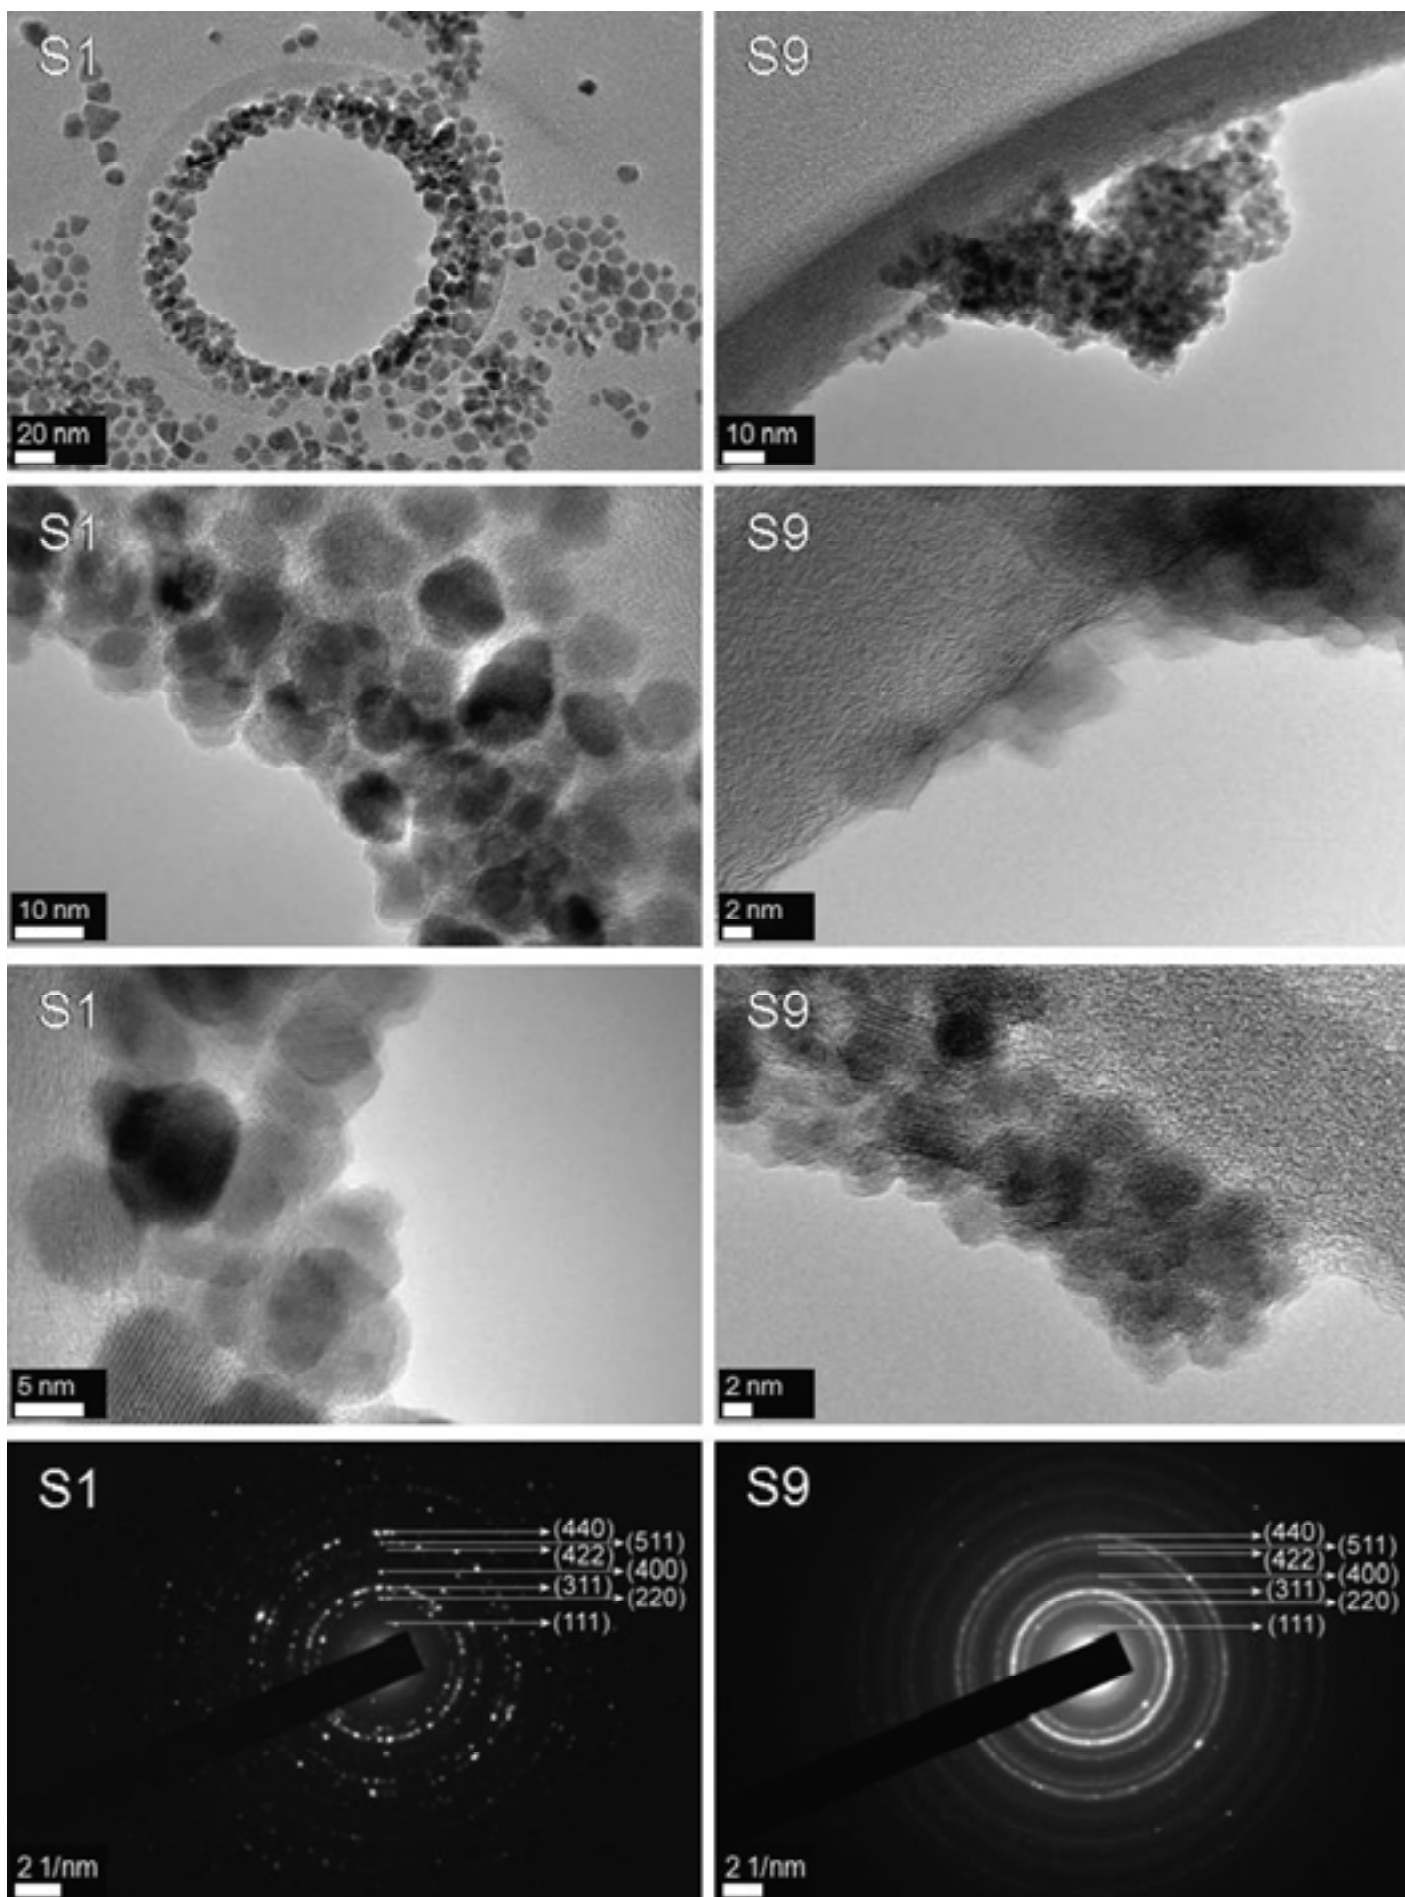 S1
20 nm
S9
10 nm
S1
10 nm
S9
2 nm
S1
5 nm
S9
2 nm
S1
(440)
(511)
(422)
(400)
(311)
(220)
(111)
2 1/nm
S9
(440)
(511)
(422)
(400)
(311)
(220)
(111)
2 1/nm